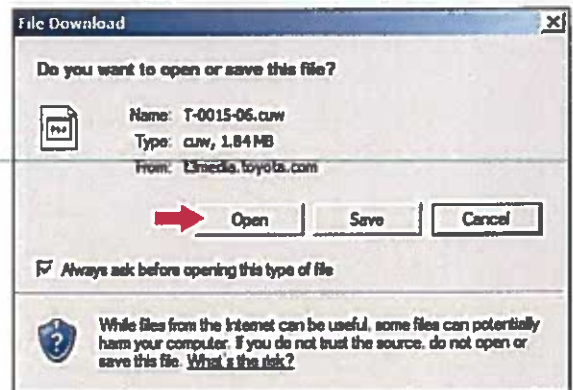 File Download
Do you want to open or save this file?
Name: T-0015-06.cuw
Type: cuw, 1.84 MB
From: t3media.toyota.com
Open Save Cancel
Always ask before opening this type of file
While files from the Internet can be useful, some files can potentially
harm your computer. If you do not trust the source, do not open or
save this file. What's the risk?